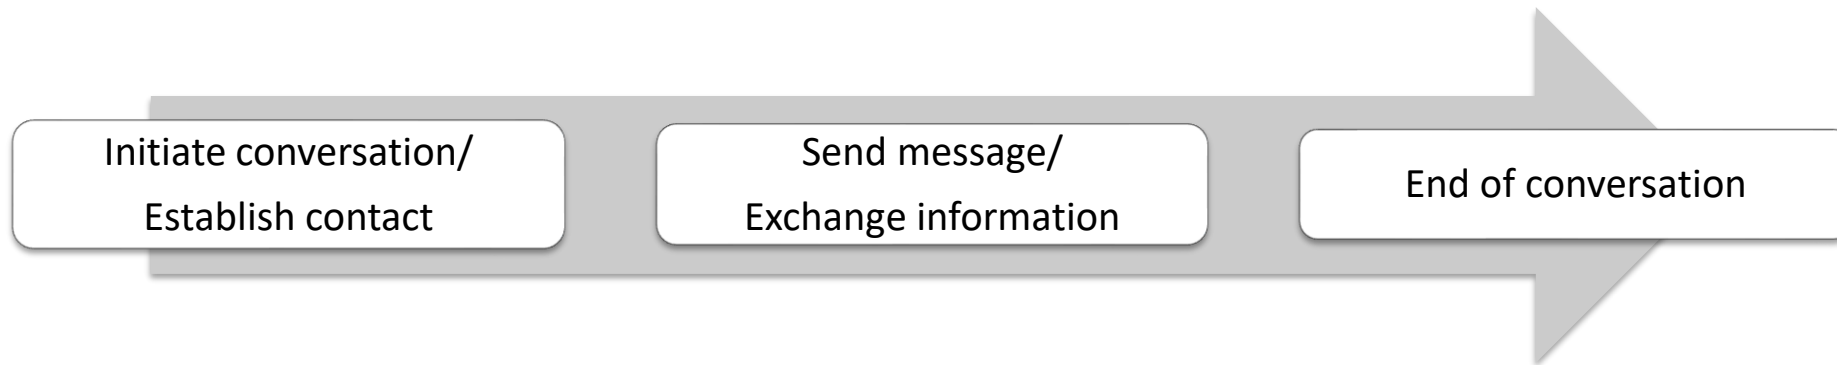 Initiate conversation/
Establish contact
Send message/
Exchange information
End of conversation